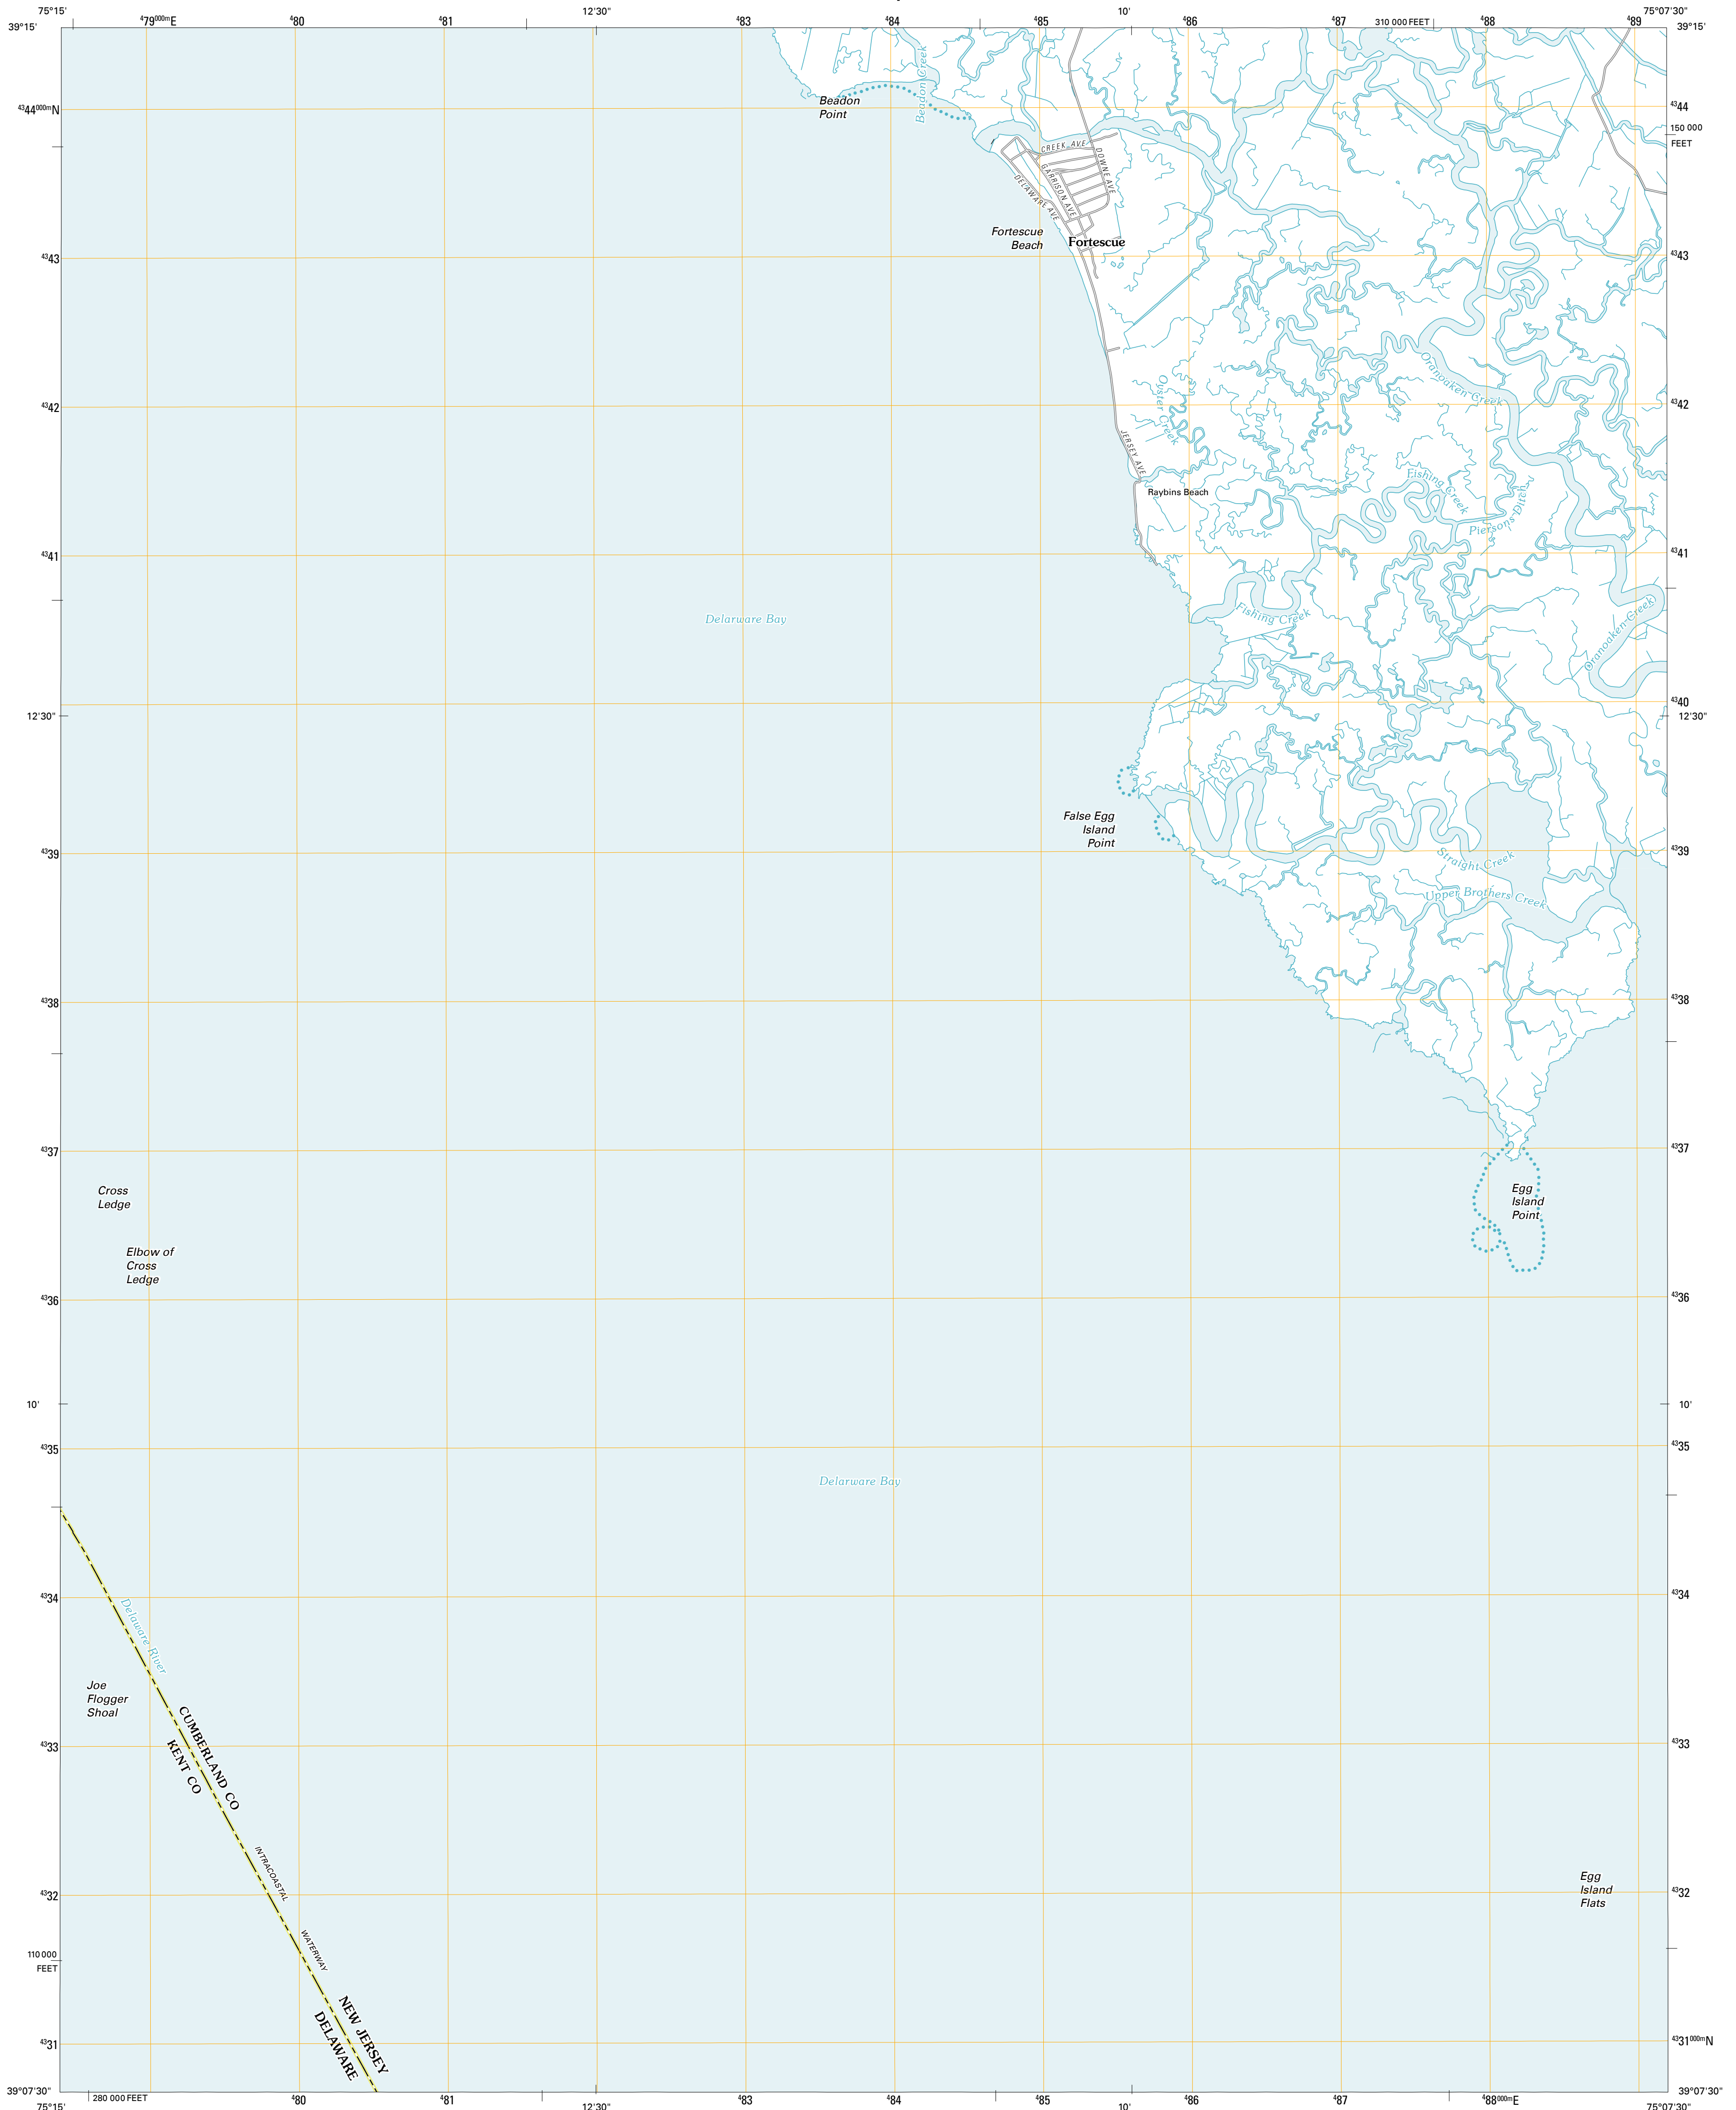 75°15'
⁴79⁰⁰⁰ᵐE
⁴80
⁴81
12'30"
⁴83
⁴84
⁴85
10'
⁴86
⁴87
310 000 FEET
⁴88
⁴89
75°07'30"
39°15'
39°15'
⁴³44⁰⁰⁰ᵐN
⁴³44
150 000
FEET
Beadon
Point
Beadon Creek
CREEK AVE
DOWNE AVE
GARRISON AVE
DELAWARE AVE
Fortescue
Beach
Fortescue
⁴³43
⁴³43
Oranoaken Creek
Oyster Creek
⁴³42
⁴³42
JERSEY AVE
Raybins Beach
Fishing Creek
Piersons Ditch
⁴³41
⁴³41
Delarware Bay
Fishing Creek
Oranoaken Creek
⁴³40
12'30"
12'30"
False Egg
Island
Point
⁴³39
⁴³39
Straight Creek
Upper Brothers Creek
⁴³38
⁴³38
⁴³37
⁴³37
Cross
Ledge
Egg
Island
Point
Elbow of
Cross
Ledge
⁴³36
⁴³36
10'
10'
⁴³35
⁴³35
Delarware Bay
⁴³34
⁴³34
Delaware River
Joe
Flogger
Shoal
CUMBERLAND CO
KENT CO
⁴³33
⁴³33
INTRACOASTAL
WATERWAY
Egg
Island
Flats
⁴³32
⁴³32
110 000
FEET
NEW JERSEY
DELAWARE
⁴³31
⁴³31⁰⁰⁰ᵐN
39°07'30"
39°07'30"
75°15'
280 000 FEET
⁴80
⁴81
12'30"
⁴83
⁴84
⁴85
10'
⁴86
⁴87
⁴88⁰⁰⁰ᵐE
75°07'30"